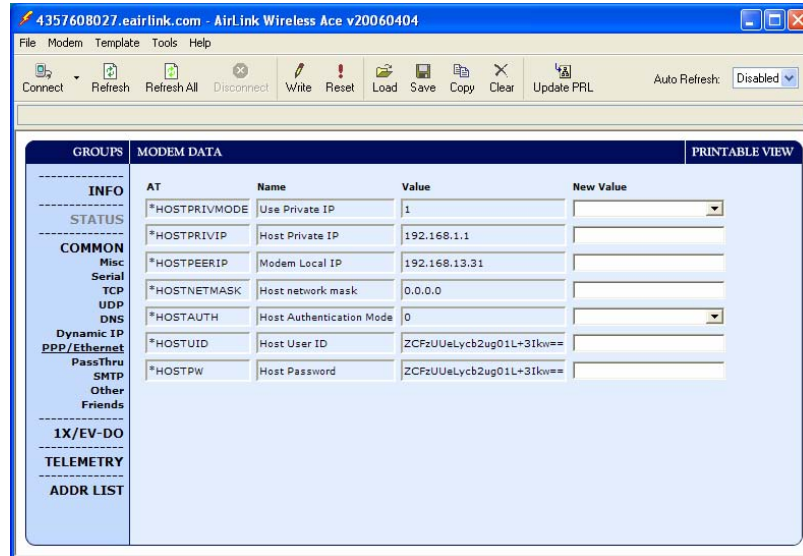 4357608027.eairlink.com - AirLink Wireless Ace v20060404
File Modem Template Tools Help
Connect Refresh Refresh All Disconnect Write Reset Load Save Copy Clear Update PRL Auto Refresh: Disabled
GROUPS MODEM DATA PRINTABLE VIEW
INFO
STATUS
COMMON
Misc
Serial
TCP
UDP
DNS
Dynamic IP
PPP/Ethernet
PassThru
SMTP
Other
Friends
1X/EV-DO
TELEMETRY
ADDR LIST
AT Name Value New Value
*HOSTPRIVMODE Use Private IP 1
*HOSTPRIVIP Host Private IP 192.168.1.1
*HOSTPEERIP Modem Local IP 192.168.13.31
*HOSTNETMASK Host network mask 0.0.0.0
*HOSTAUTH Host Authentication Mode 0
*HOSTUID Host User ID ZCFzUUeLycb2ug01L+3Ikw==
*HOSTPW Host Password ZCFzUUeLycb2ug01L+3Ikw==